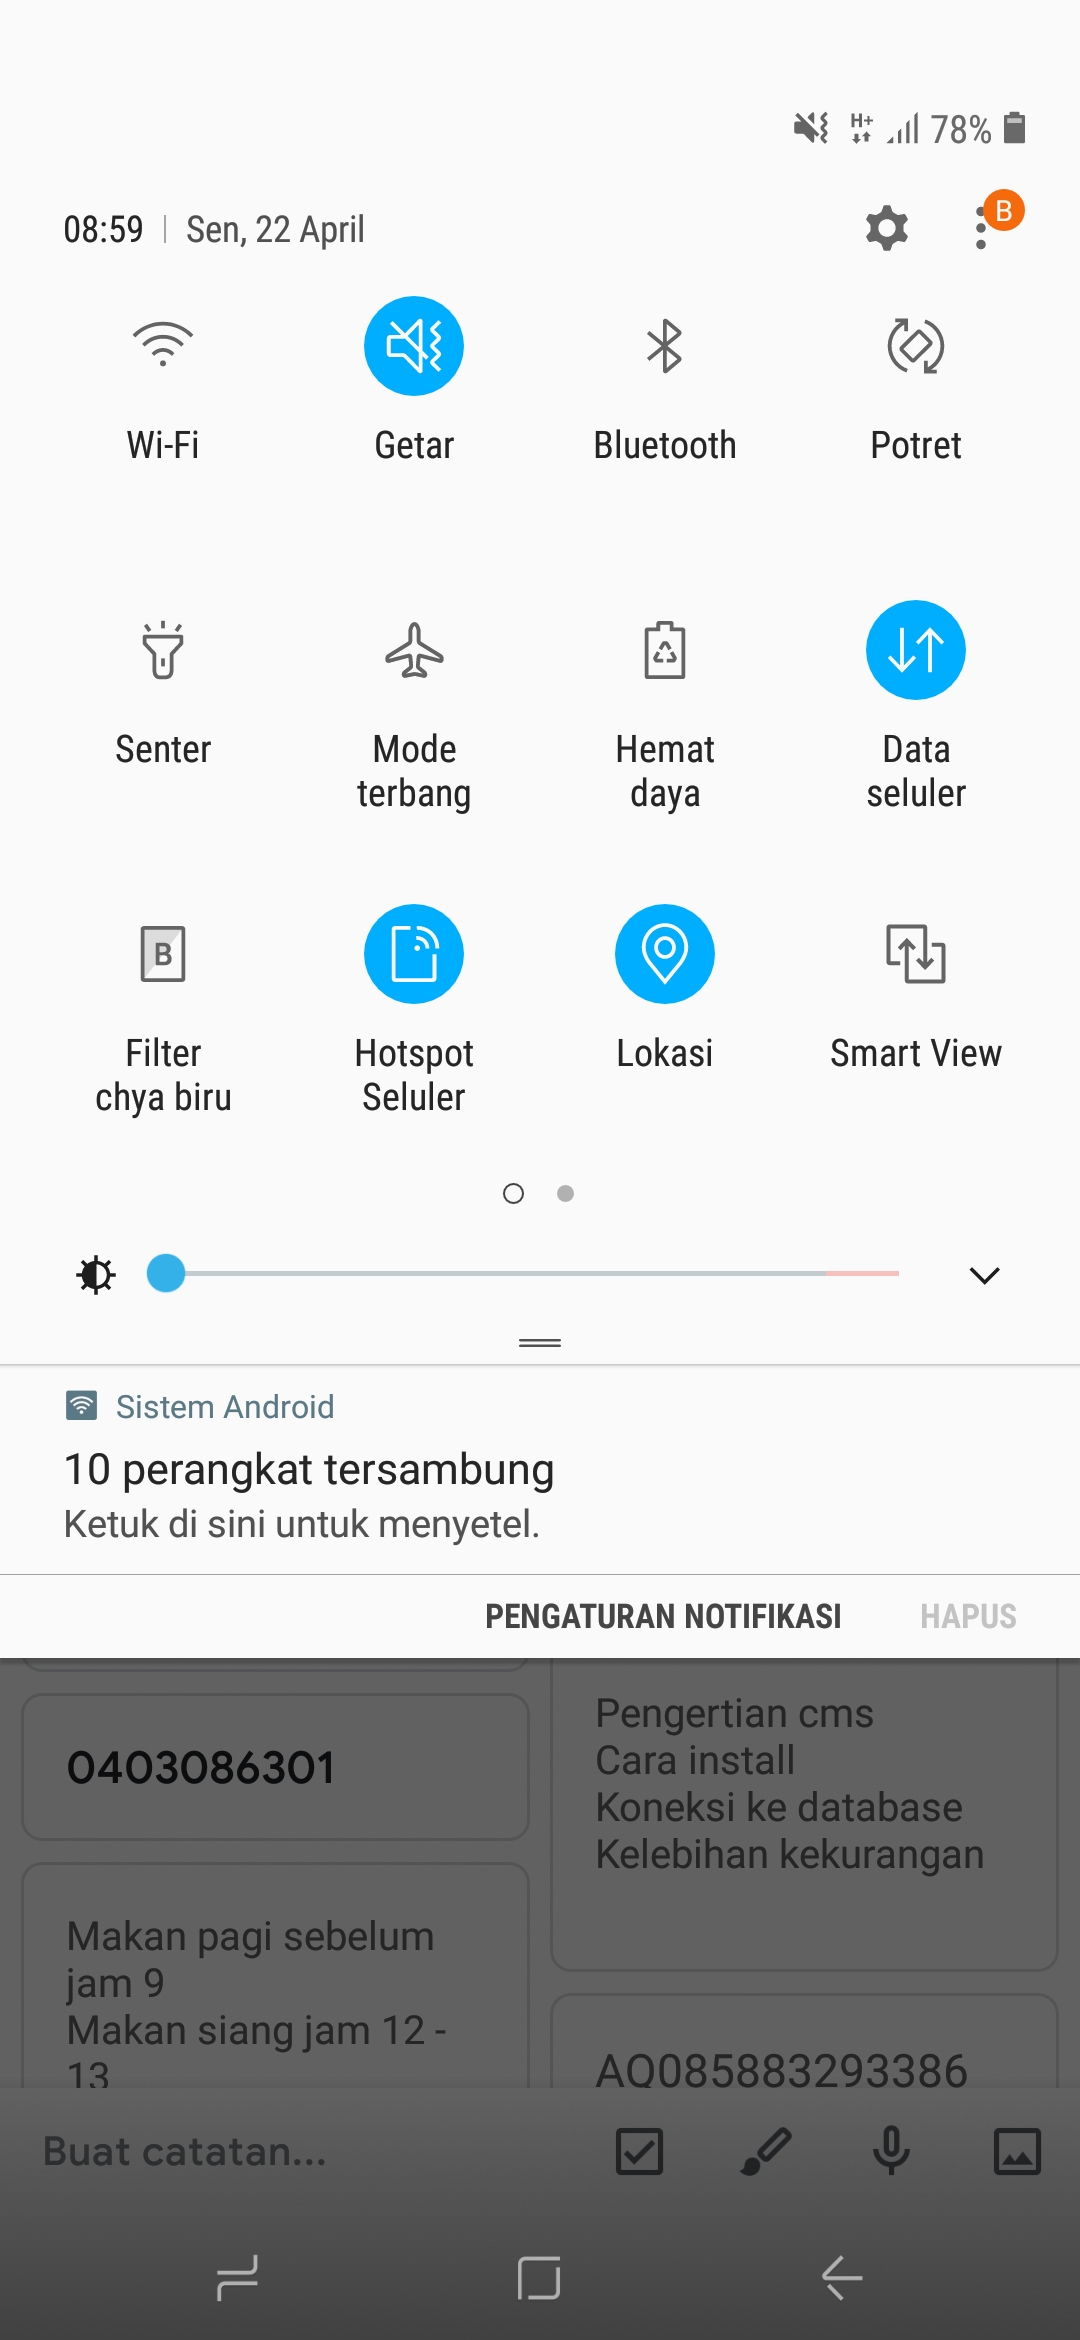 H+ 78%
08:59 | Sen, 22 April B
Wi-Fi Getar Bluetooth Potret
Senter Mode Hemat Data
terbang daya seluler
B
Filter Hotspot Lokasi Smart View
chya biru Seluler
Sistem Android
10 perangkat tersambung
Ketuk di sini untuk menyetel.
PENGATURAN NOTIFIKASI HAPUS
0403086301
Makan pagi sebelum
jam 9
Makan siang jam 12 -
13
Pengertian cms
Cara install
Koneksi ke database
Kelebihan kekurangan
AQ085883293386
Buat catatan...